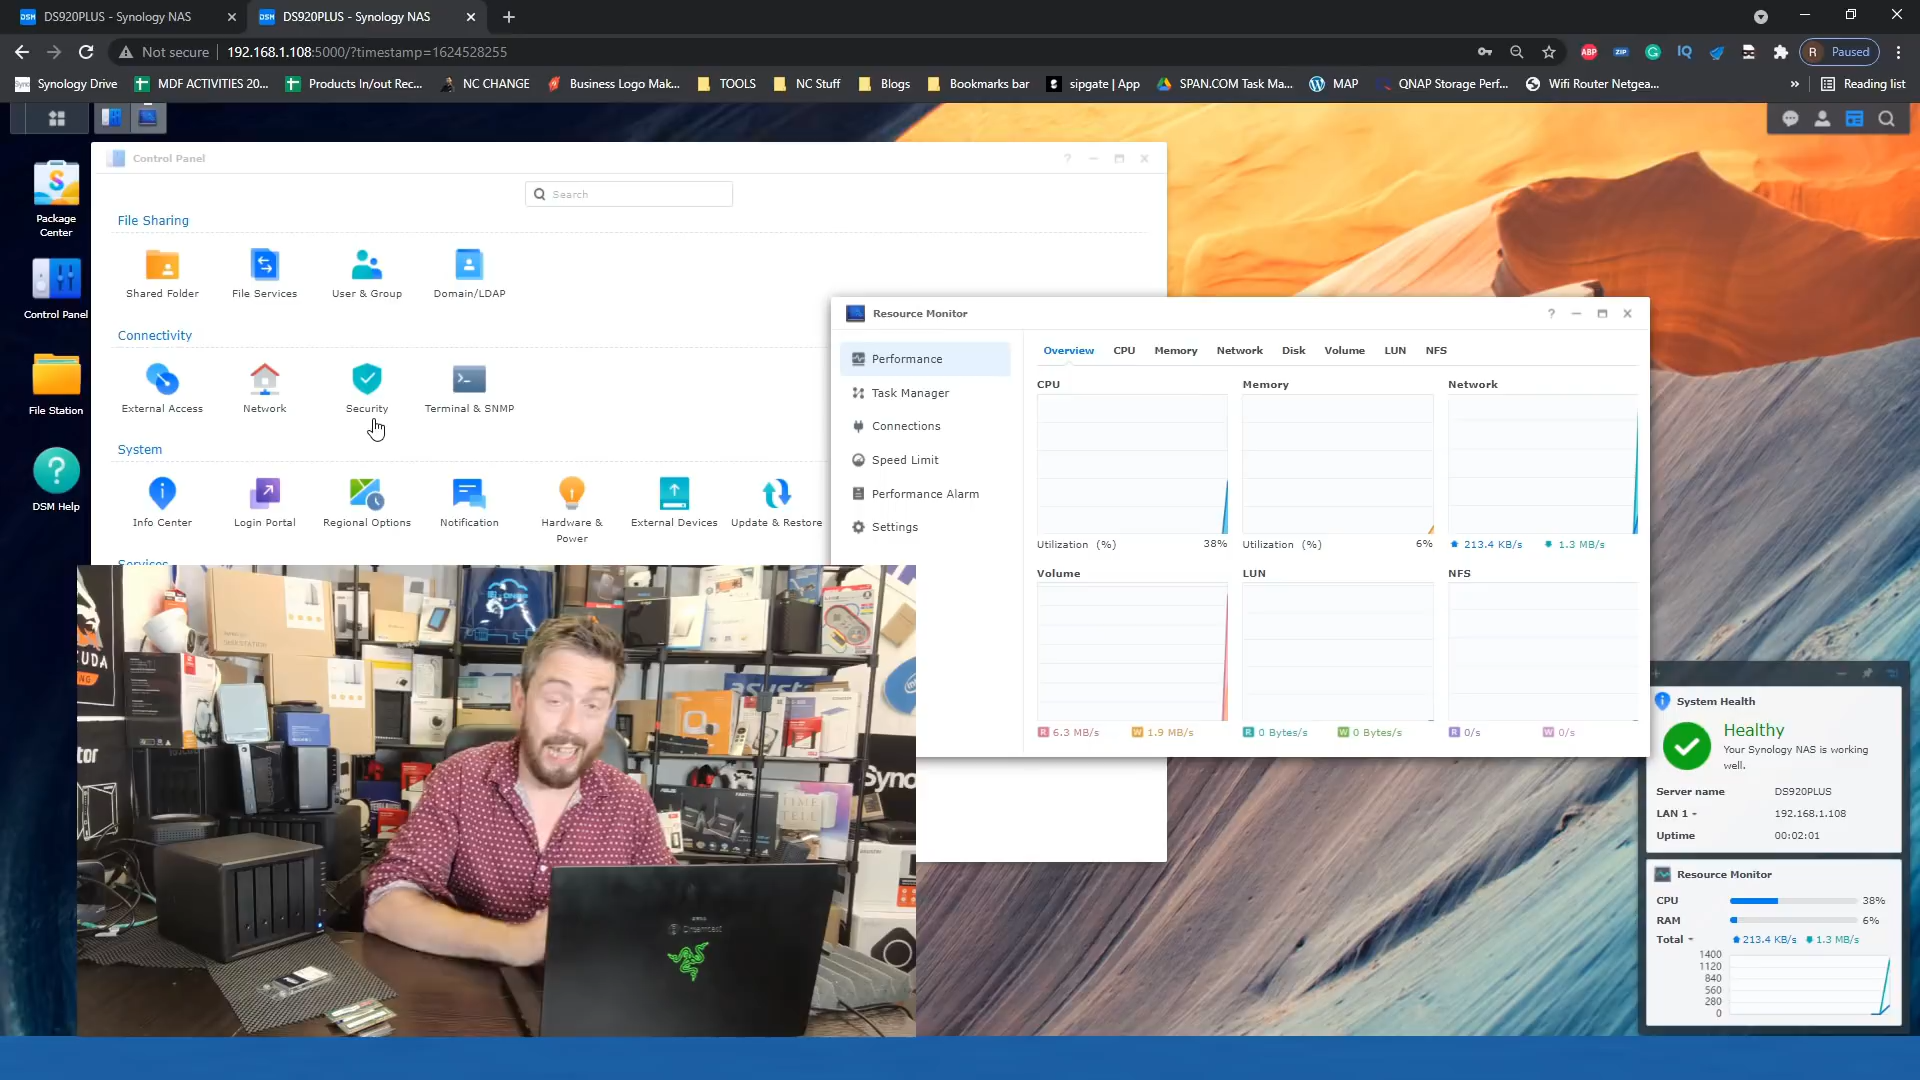 DS920PLUS - Synology NAS
DS920PLUS - Synology NAS
Not secure
192.168.1.108:5000/?timestamp=1624528255
ABP
ZIP
IQ
R Paused
Synology Drive
MDF ACTIVITIES 20...
Products In/out Rec...
NC CHANGE
Business Logo Mak...
TOOLS
NC Stuff
Blogs
Bookmarks bar
sipgate | App
SPAN.COM Task Ma...
MAP
QNAP Storage Perf...
Wifi Router Netgea...
»
Reading list
Package
Center
Control Panel
File Station
DSM Help
Control Panel
Search
File Sharing
Shared Folder
File Services
User & Group
Domain/LDAP
Connectivity
External Access
Network
Security
Terminal & SNMP
System
Info Center
Login Portal
Regional Options
Notification
Hardware &
Power
External Devices
Update & Restore
Services
Resource Monitor
Performance
Task Manager
Connections
Speed Limit
Performance Alarm
Settings
Overview
CPU
Memory
Network
Disk
Volume
LUN
NFS
CPU
Utilization (%)
38%
Memory
Utilization (%)
6%
Network
213.4 KB/s
1.3 MB/s
Volume
R 6.3 MB/s
W 1.9 MB/s
LUN
R 0 Bytes/s
W 0 Bytes/s
NFS
R 0/s
W 0/s
System Health
Healthy
Your Synology NAS is working
well.
Server name
DS920PLUS
LAN 1
192.168.1.108
Uptime
00:02:01
Resource Monitor
CPU
38%
RAM
6%
Total
213.4 KB/s
1.3 MB/s
1400
1120
840
560
280
0
Dreamcast
Syno